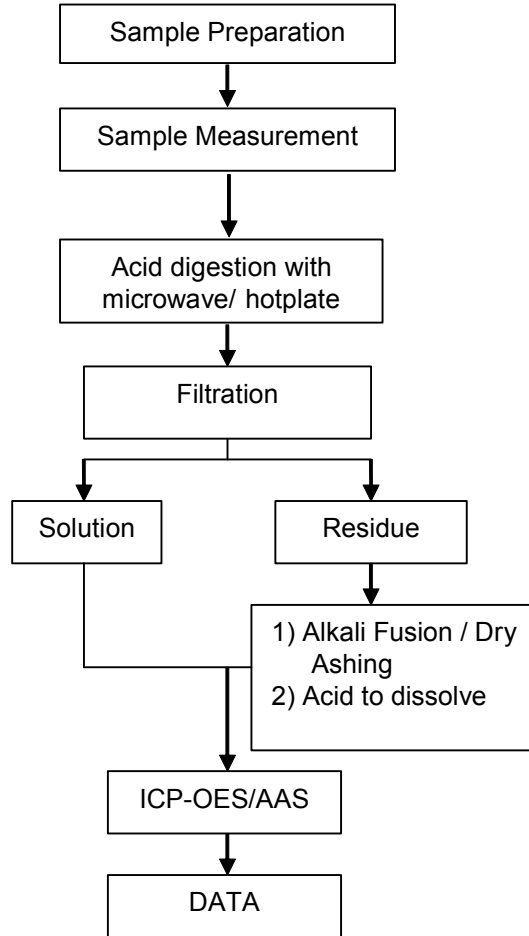 Sample Preparation
Sample Measurement
Acid digestion with
microwave/ hotplate
Filtration
Solution
Residue
1) Alkali Fusion / Dry
Ashing
2) Acid to dissolve
ICP-OES/AAS
DATA